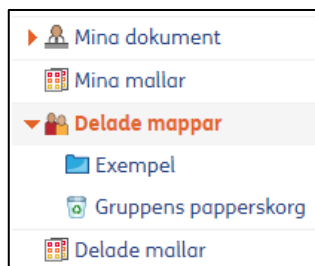 Mina dokument
Mina mallar
Delade mappar
Exempel
Gruppens papperskorg
Delade mallar